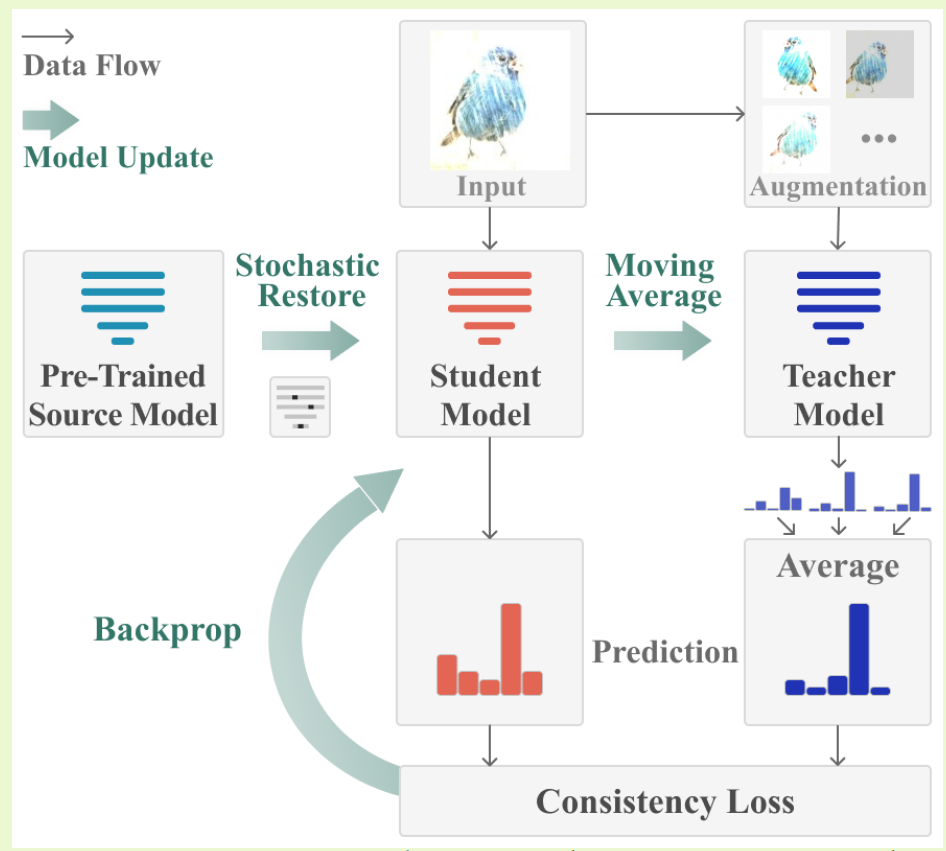 Data Flow
Model Update
Input
Augmentation
Stochastic
Restore
Moving
Average
Pre-Trained
Source Model
Student
Model
Teacher
Model
Average
Backprop
Prediction
Consistency Loss